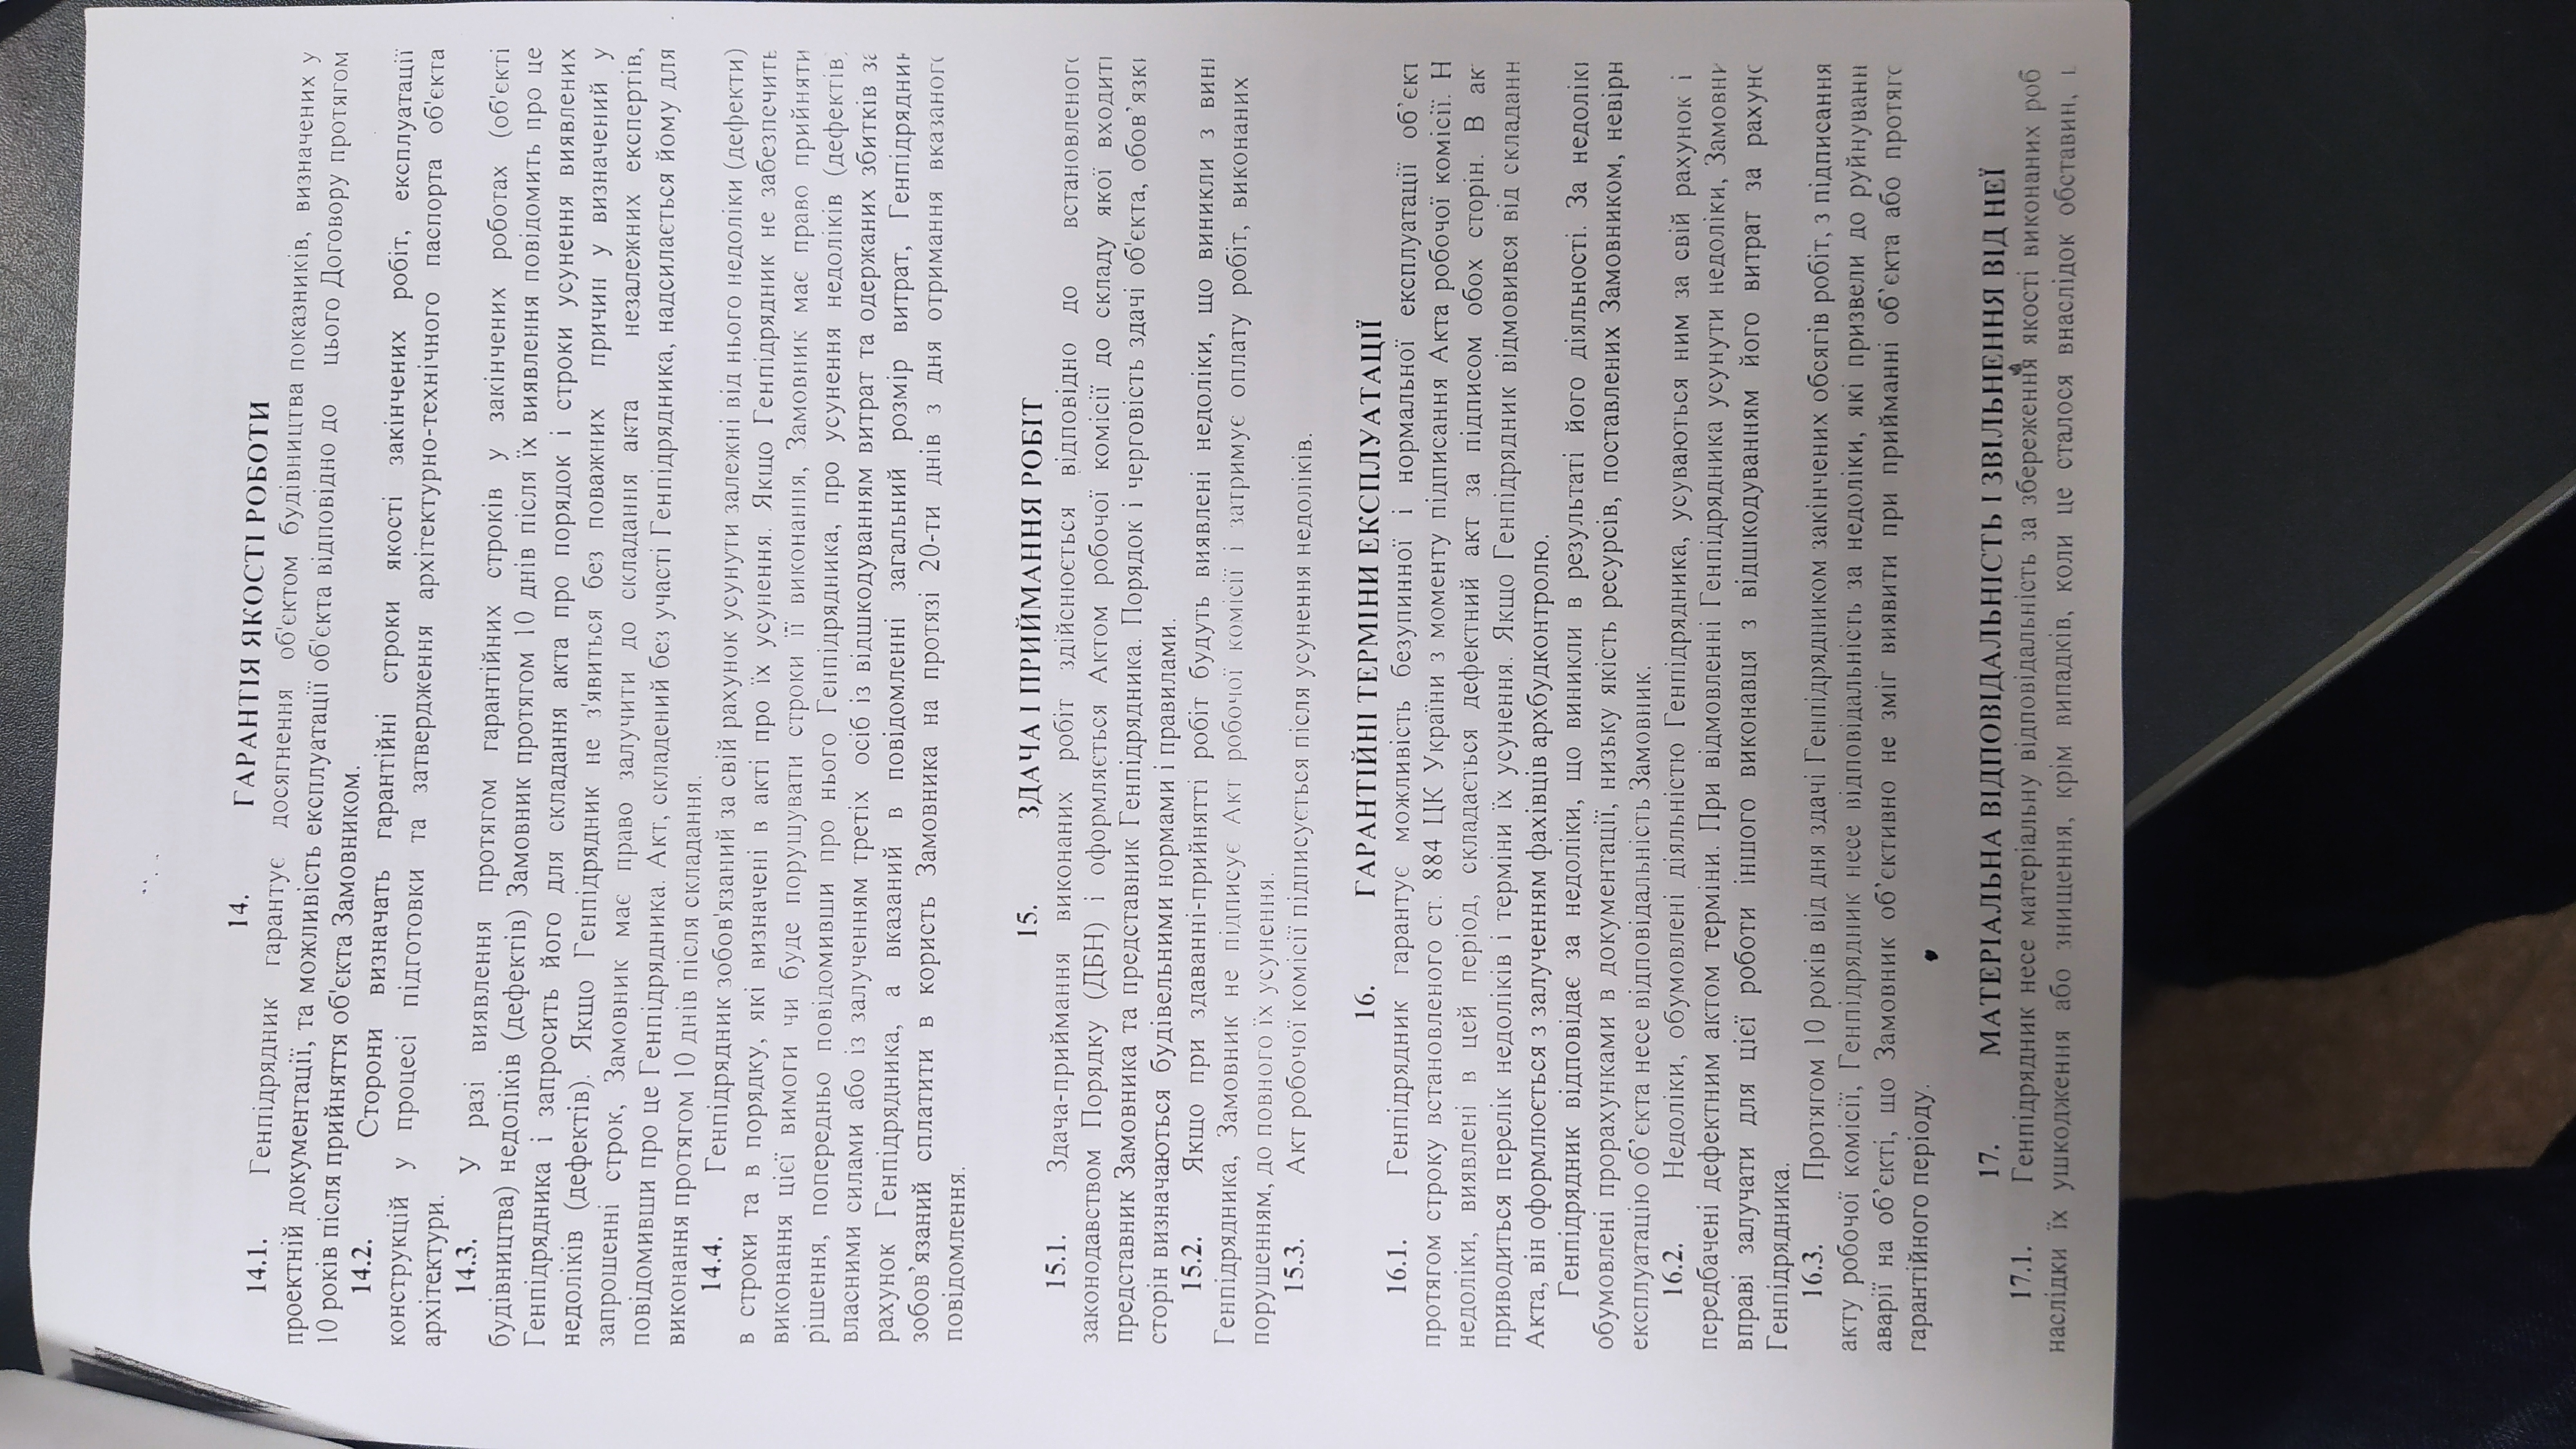 14. ГАРАНТІЯ ЯКОСТІ РОБОТИ
14.1. Генпідрядник гарантує досягнення об'єктом будівництва показників, визначених у
проектній документації, та можливість експлуатації об'єкта відповідно до цього Договору протягом
10 років після прийняття об'єкта Замовником.
14.2. Сторони визначать гарантійні строки якості закінчених робіт, експлуатації
конструкцій у процесі підготовки та затвердження архітектурно-технічного паспорта об'єкта
архітектури.
14.3. У разі виявлення протягом гарантійних строків у закінчених роботах (об'єкті
будівництва) недоліків (дефектів) Замовник протягом 10 днів після їх виявлення повідомить про це
Генпідрядника і запросить його для складання акта про порядок і строки усунення виявлених
недоліків (дефектів). Якщо Генпідрядник не з'явиться без поважних причин у визначений у
запрошенні строк, Замовник має право залучити до складання акта незалежних експертів,
повідомивши про це Генпідрядника. Акт, складений без участі Генпідрядника, надсилається йому для
виконання протягом 10 днів після складання.
14.4. Генпідрядник зобов'язаний за свій рахунок усунути залежні від нього недоліки (дефекти)
в строки та в порядку, які визначені в акті про їх усунення. Якщо Генпідрядник не забезпечить
виконання цієї вимоги чи буде порушувати строки її виконання, Замовник має право прийняти
рішення, попередньо повідомивши про нього Генпідрядника, про усунення недоліків (дефектів
власними силами або із залученням третіх осіб із відшкодуванням витрат та одержаних збитків за
рахунок Генпідрядника, а вказаний в повідомленні загальний розмір витрат, Генпідрядник
зобов’язаний сплатити в користь Замовника на протязі 20-ти днів з дня отримання вказаного
повідомлення.
15. ЗДАЧА І ПРИЙМАННЯ РОБІТ
15.1. Здача-приймання виконаних робіт здійснюється відповідно до встановленого
законодавством Порядку (ДБН) і оформляється Актом робочої комісії до складу якої входит
представник Замовника та представник Генпідрядника. Порядок і черговість здачі об'єкта, обов’язк
сторін визначаються будівельними нормами і правилами.
15.2. Якщо при здаванні-прийнятті робіт будуть виявлені недоліки, що виникли з вин
Генпідрядника, Замовник не підписує Акт робочої комісії і затримує оплату робіт, виконаних
порушенням, до повного їх усунення.
15.3. Акт робочої комісії підписується після усунення недоліків.
16. ГАРАНТІЙНІ ТЕРМІНИ ЕКСПЛУАТАЦІЇ
16.1. Генпідрядник гарантує можливість безупинної і нормальної експлуатації об’єкт
протягом строку встановленого ст. 884 ЦК України з моменту підписання Акта робочої комісії. Н
недоліки, виявлені в цей період, складається дефектний акт за підписом обох сторін. В ак
приводиться перелік недоліків і терміни їх усунення. Якщо Генпідрядник відмовився від складанн
Акта, він оформлюється з залученням фахівців архбудконтролю.
Генпідрядник відповідає за недоліки, що виникли в результаті його діяльності. За недолік
обумовлені прорахунками в документації, низьку якість ресурсів, поставлених Замовником, невірн
експлуатацію об’єкта несе відповідальність Замовник.
16.2. Недоліки, обумовлені діяльністю Генпідрядника, усуваються ним за свій рахунок і
передбачені дефектним актом терміни. При відмовленні Генпідрядника усунути недоліки, Замовни
вправі залучати для цієї роботи іншого виконавця з відшкодуванням його витрат за рахуно
Генпідрядника.
16.3. Протягом 10 років від дня здачі Генпідрядником закінчених обсягів робіт, з підписання
акту робочої комісії, Генпідрядник несе відповідальність за недоліки, які призвели до руйнуванн
аварії на об’єкті, що Замовник об’єктивно не зміг виявити при прийманні об’єкта або протяго
гарантійного періоду.
17. МАТЕРІАЛЬНА ВІДПОВІДАЛЬНІСТЬ І ЗВІЛЬНЕННЯ ВІД НЕЇ
17.1. Генпідрядник несе матеріальну відповідальність за збереження якості виконаних роб
наслідки їх ушкодження або знищення, крім випадків, коли це сталося внаслідок обставин,